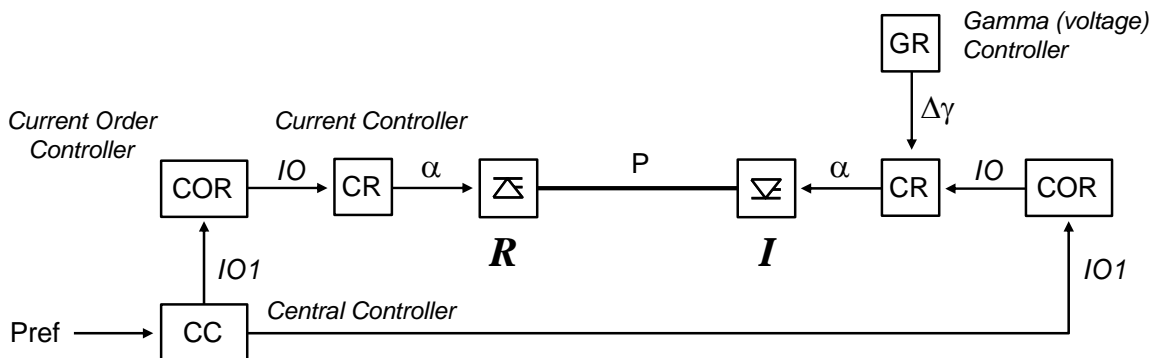 Gamma (voltage)
Controller
GR
Δγ
Current Order
Controller
Current Controller
COR
IO
CR
α
P
α
CR
IO
COR
R
I
IO1
IO1
Pref
CC
Central Controller